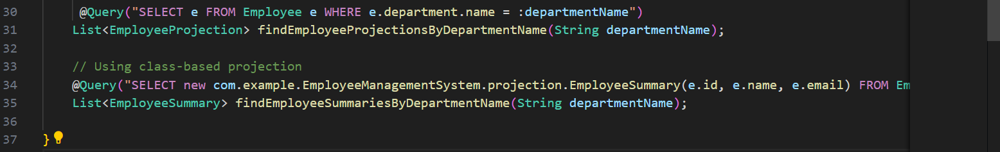 30 @Query("SELECT e FROM Employee e WHERE e.department.name = :departmentName")
31 List<EmployeeProjection> findEmployeeProjectionsByDepartmentName(String departmentName);
32
33 // Using class-based projection
34 @Query("SELECT new com.example.EmployeeManagementSystem.projection.EmployeeSummary(e.id, e.name, e.email) FROM Em
35 List<EmployeeSummary> findEmployeeSummariesByDepartmentName(String departmentName);
36
37 }